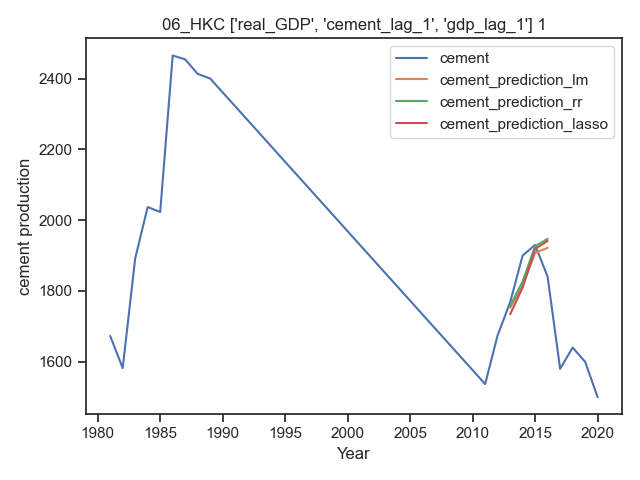 06_HKC ['real_GDP', 'cement_lag_1', 'gdp_lag_1'] 1
cement
cement_prediction_lm
cement_prediction_rr
cement_prediction_lasso
cement production
2400
2200
2000
1800
1600
1980 1985 1990 1995 2000 2005 2010 2015 2020
Year